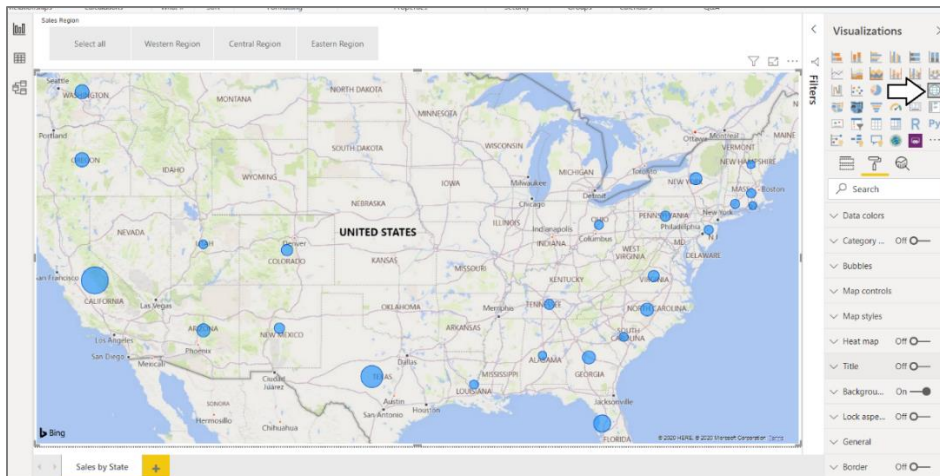 Sales Region
Select all
Western Region
Central Region
Eastern Region
Seattle
WASHINGTON
MONTANA
NORTH DAKOTA
MINNESOTA
Portland
OREGON
IDAHO
WYOMING
SOUTH DAKOTA
WISCONSIN
MICHIGAN
Ottawa
Montreal
MAINE
VERMONT
Toronto
NEW HAMPSHIRE
NEW
MASS
Boston
IOWA
Milwaukee
Chicago
Detroit
NEBRASKA
NEVADA
UTAH
Denver
COLORADO
UNITED STATES
KANSAS
ILLINOIS
Indianapolis
INDIANA
OHIO
Columbus
PENNSYLVANIA
New York
Philadelphia
N J
MD
DELAWARE
WEST
VIRGINIA
VIRGINIA
MISSOURI
KENTUCKY
San Francisco
CALIFORNIA
Las Vegas
Los Angeles
San Diego
Mexicali
ARIZONA
Phoenix
NEW MEXICO
OKLAHOMA
ARKANSAS
Memphis
TENNESSEE
NORTH CAROLINA
SOUTH
CAROLINA
MISSISSIPPI
ALABAMA
GEORGIA
Dallas
TEXAS
LOUISIANA
Ciudad
Juárez
SONORA
Hermosillo
Chihuahua
Austin
San Antonio
Houston
Jacksonville
FLORIDA
Bing
© 2020 HERE, © 2020 Microsoft Corporation Terms
Sales by State
+
Filters
Visualizations
R
Py
Search
Data colors
Category ... Off
Bubbles
Map controls
Map styles
Heat map Off
Title Off
Backgrou... On
Lock aspe... Off
General
Border Off